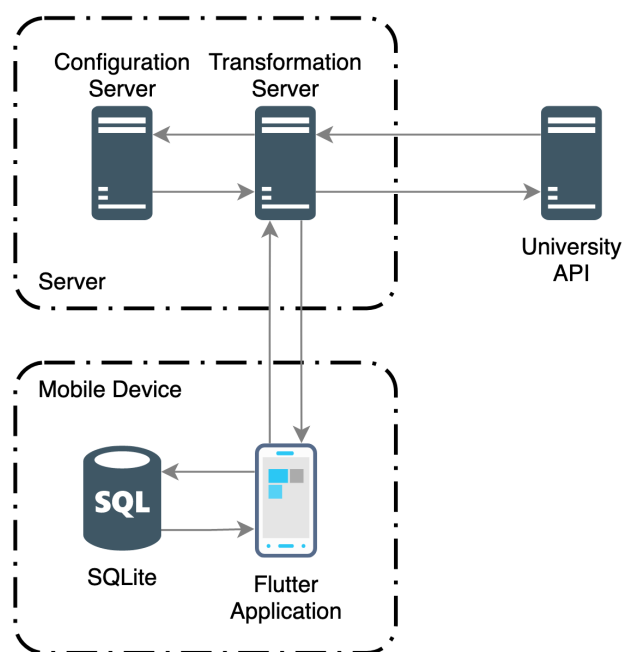 Configuration
Server
Transformation
Server
University
API
Server
Mobile Device
SQL
SQLite
Flutter
Application